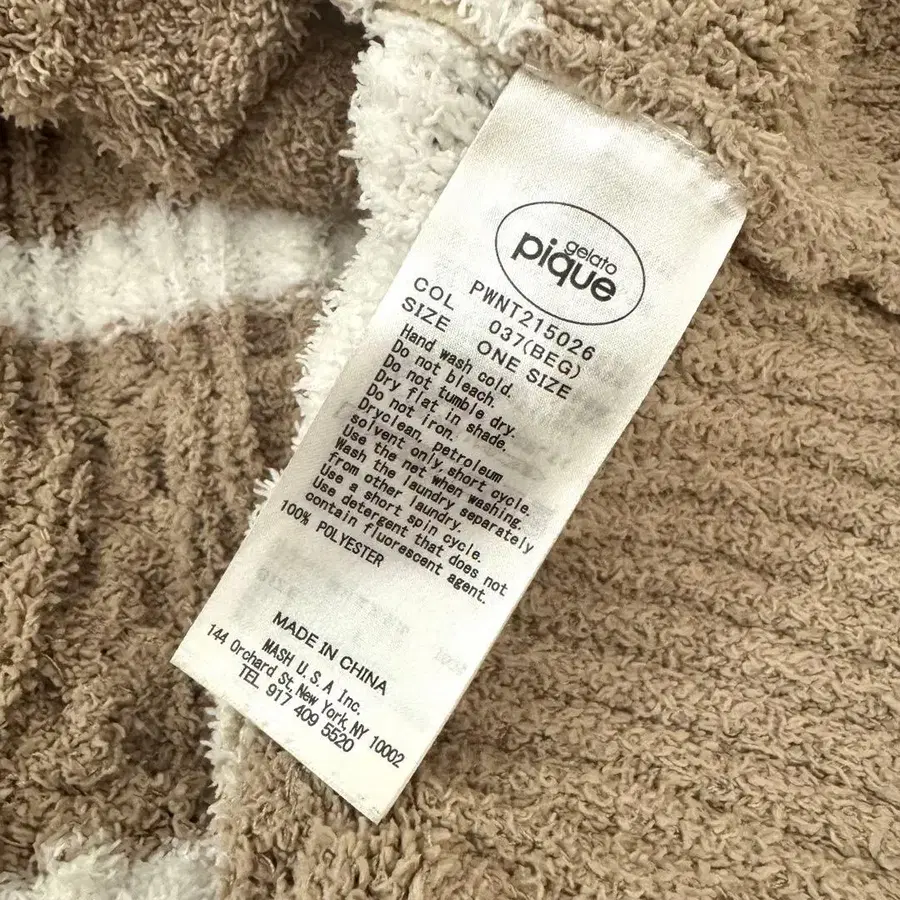 gelato
pique
PWNT215026
COL 037(BEG)
SIZE ONE SIZE
Hand wash cold.
Do not bleach.
Do not tumble dry.
Dry flat in shade.
Do not iron.
Dryclean, petroleum
solvent only, short cycle.
Use the net when washing.
Wash the laundry separately
from other laundry.
Use a short spin cycle.
Use detergent that does not
contain fluorescent agent.
100% POLYESTER
MADE IN CHINA
MASH U.S.A Inc.
144 Orchard St, New York, NY 10002
TEL 917 409 5520